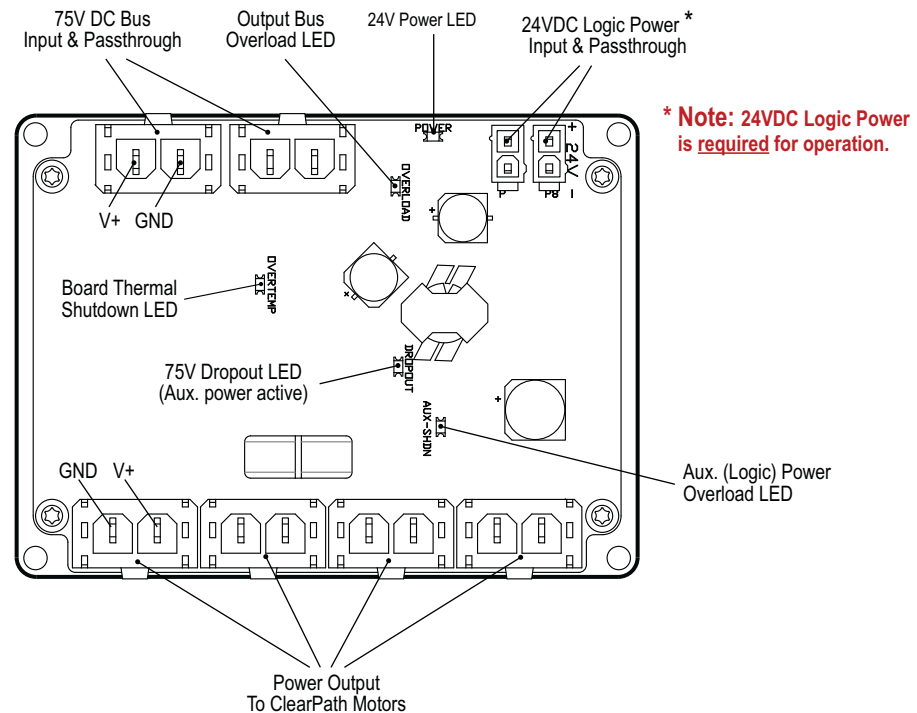 75V DC Bus
Input & Passthrough
Output Bus
Overload LED
24V Power LED
24VDC Logic Power *
Input & Passthrough
* Note: 24VDC Logic Power
is required for operation.
POWER
+
24V
-
P
P8
OVERLOAD
+
V+ GND
OVERTEMP
Board Thermal
Shutdown LED
+
75V Dropout LED
(Aux. power active)
DROPOUT
+
AUX-SHDN
GND V+
Aux. (Logic) Power
Overload LED
Power Output
To ClearPath Motors